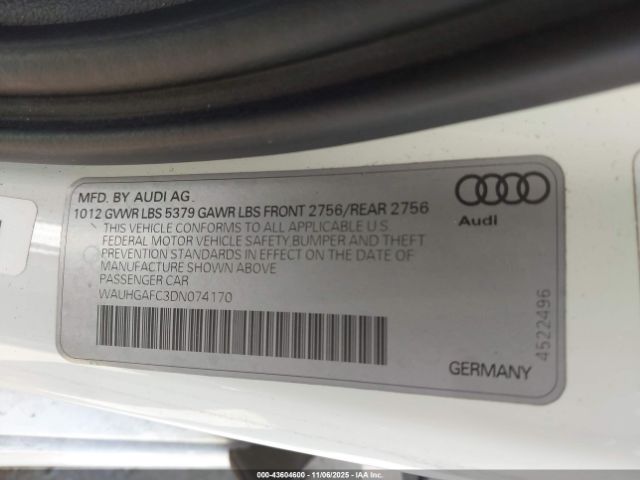 MFD. BY AUDI AG.
1012 GVWR LBS 5379 GAWR LBS FRONT 2756/REAR 2756
THIS VEHICLE CONFORMS TO ALL APPLICABLE U.S
FEDERAL MOTOR VEHICLE SAFETY, BUMPER AND THEFT
PREVENTION STANDARDS IN EFFECT ON THE DATE OF
MANUFACTURE SHOWN ABOVE
PASSENGER CAR
WAUHGAFC3DN074170
Audi
4522496
GERMANY
000-43604600 — 11/06/2025 — IAA Inc.